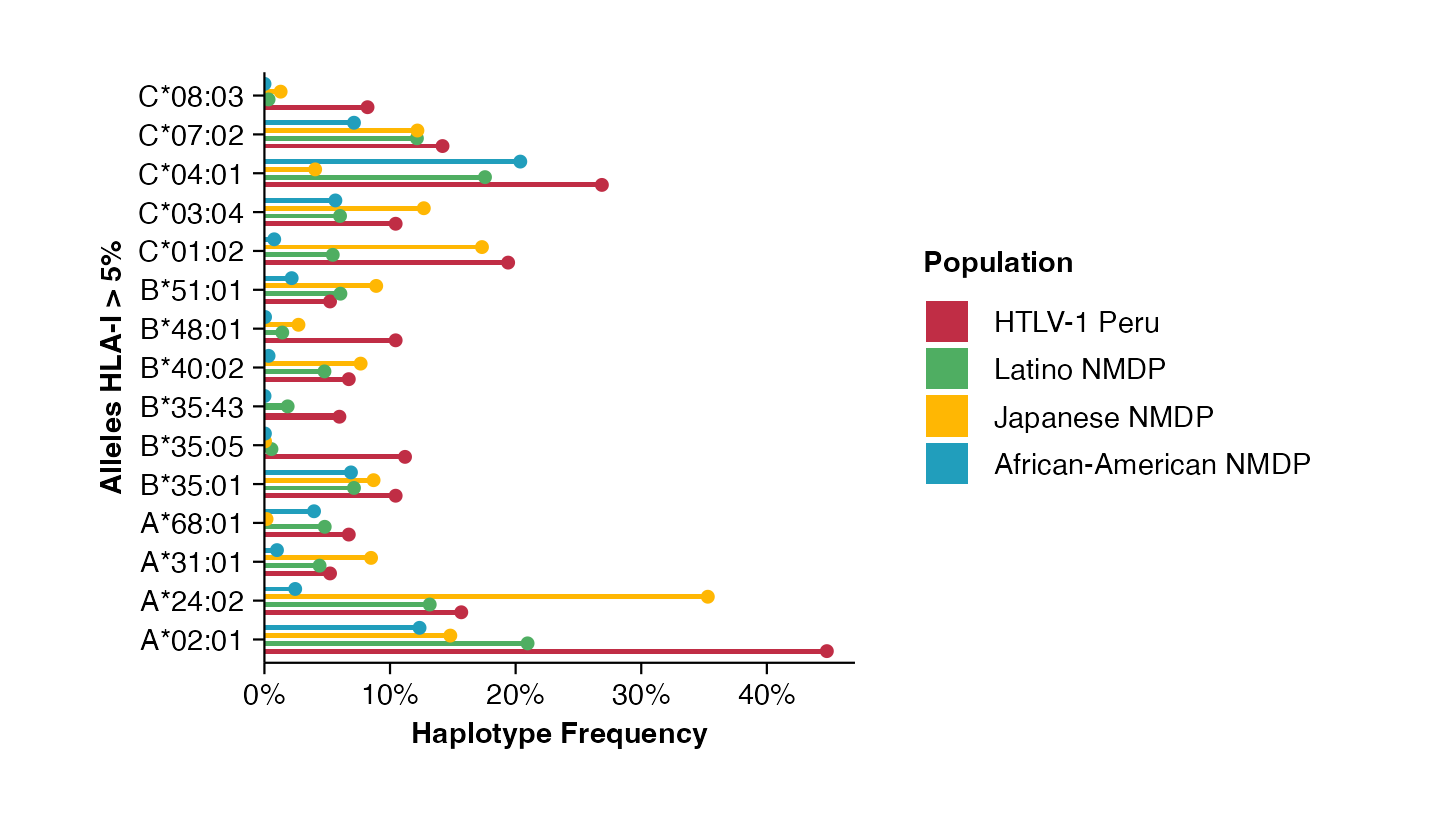 C*08:03
C*07:02
C*04:01
C*03:04
C*01:02
B*51:01
B*48:01
B*40:02
B*35:43
B*35:05
B*35:01
A*68:01
A*31:01
A*24:02
A*02:01
Alleles HLA-I > 5%
0% 10% 20% 30% 40%
Haplotype Frequency
Population
HTLV-1 Peru
Latino NMDP
Japanese NMDP
African-American NMDP